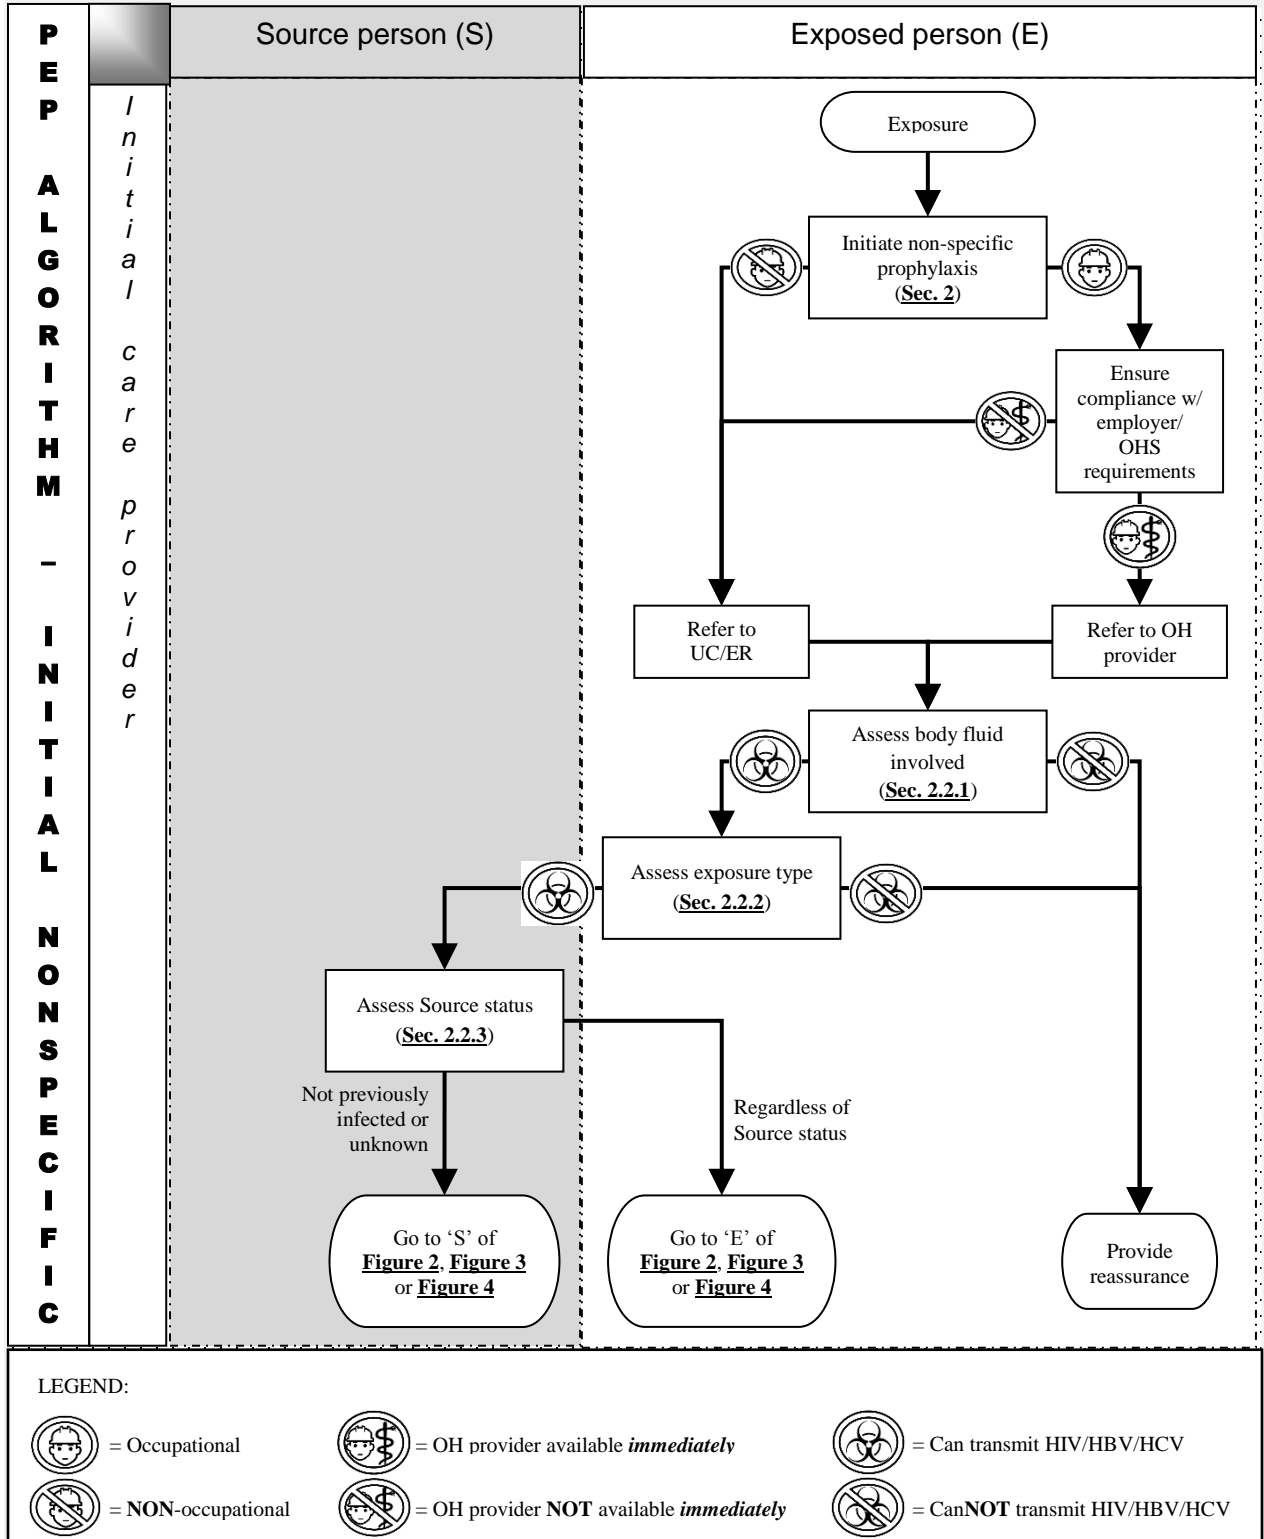 PEP ALGORITHM – INITIAL NONSPECIFIC
Initial care provider
Source person (S)
Exposed person (E)
Exposure
Initiate non-specific
prophylaxis
(Sec. 2)
Ensure
compliance w/
employer/
OHS
requirements
Refer to
UC/ER
Refer to OH
provider
Assess body fluid
involved
(Sec. 2.2.1)
Assess exposure type
(Sec. 2.2.2)
Assess Source status
(Sec. 2.2.3)
Not previously
infected or
unknown
Regardless of
Source status
Go to ‘S’ of
Figure 2, Figure 3
or Figure 4
Go to ‘E’ of
Figure 2, Figure 3
or Figure 4
Provide
reassurance
LEGEND:
= Occupational
= OH provider available immediately
= Can transmit HIV/HBV/HCV
= NON-occupational
= OH provider NOT available immediately
= CanNOT transmit HIV/HBV/HCV